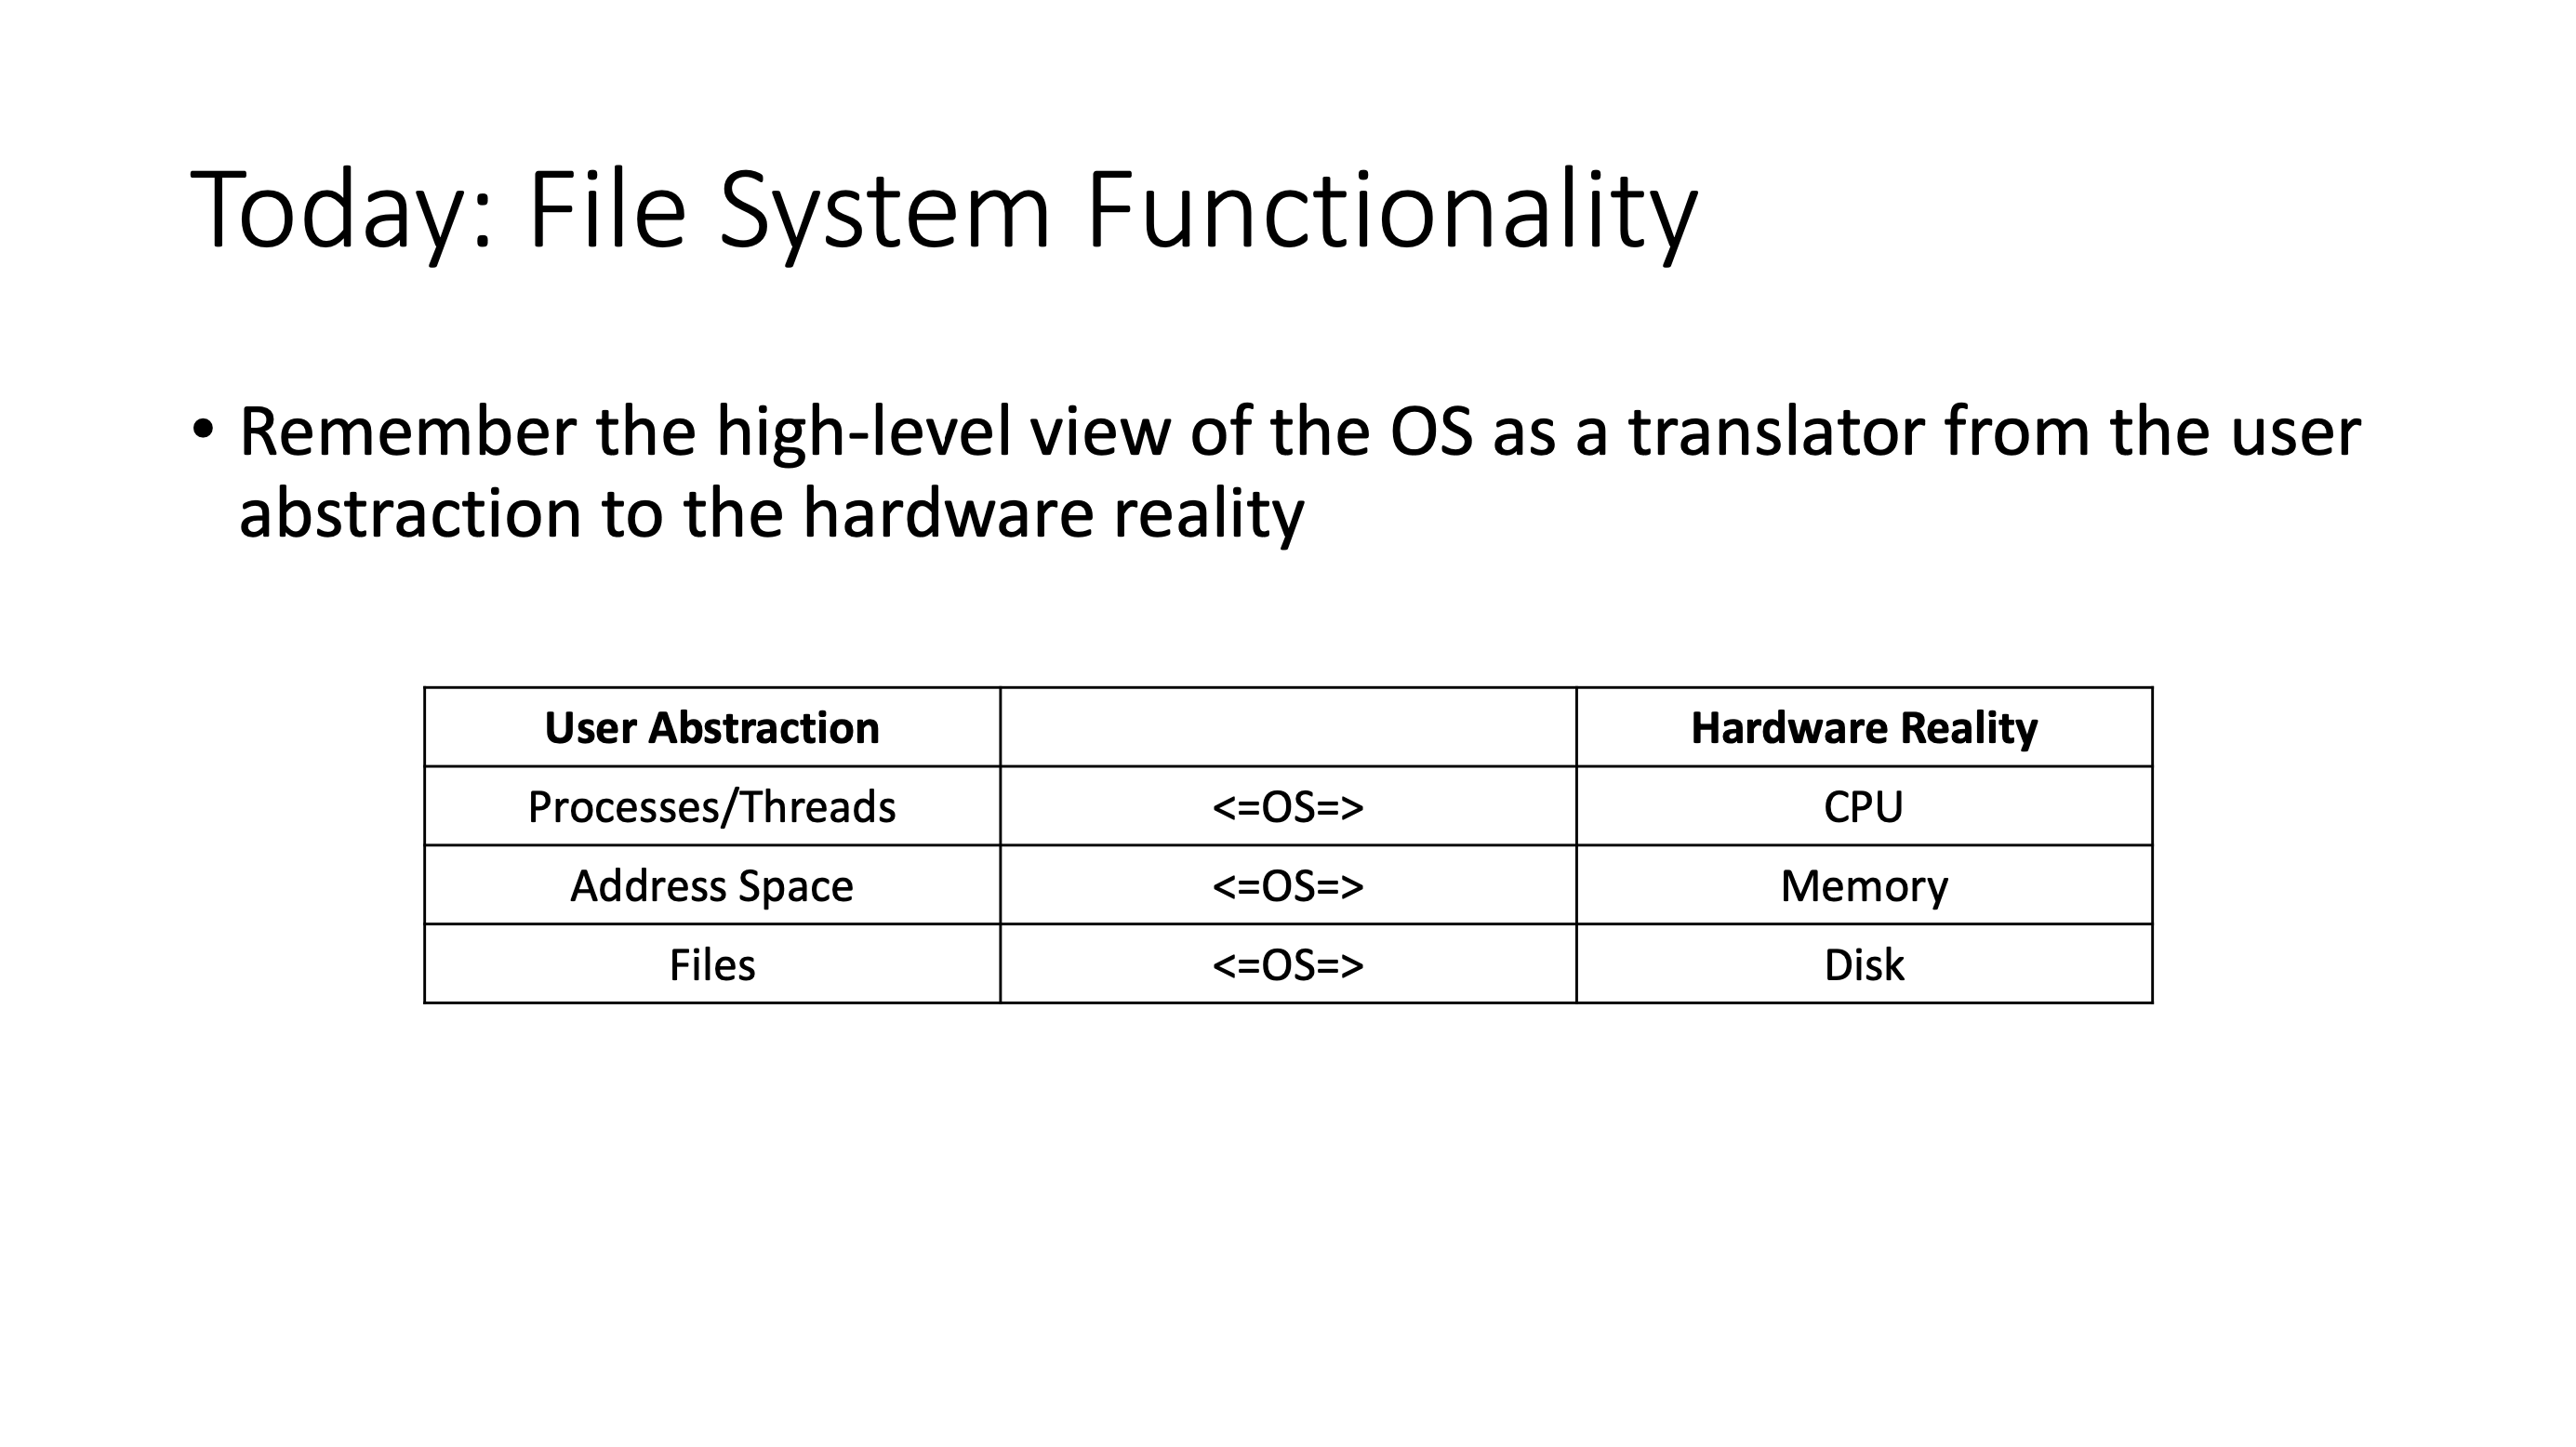 Today: File System Functionality
• Remember the high-level view of the OS as a translator from the user
abstraction to the hardware reality
User Abstraction Hardware Reality
Processes/Threads <=OS=> CPU
Address Space <=OS=> Memory
Files <=OS=> Disk